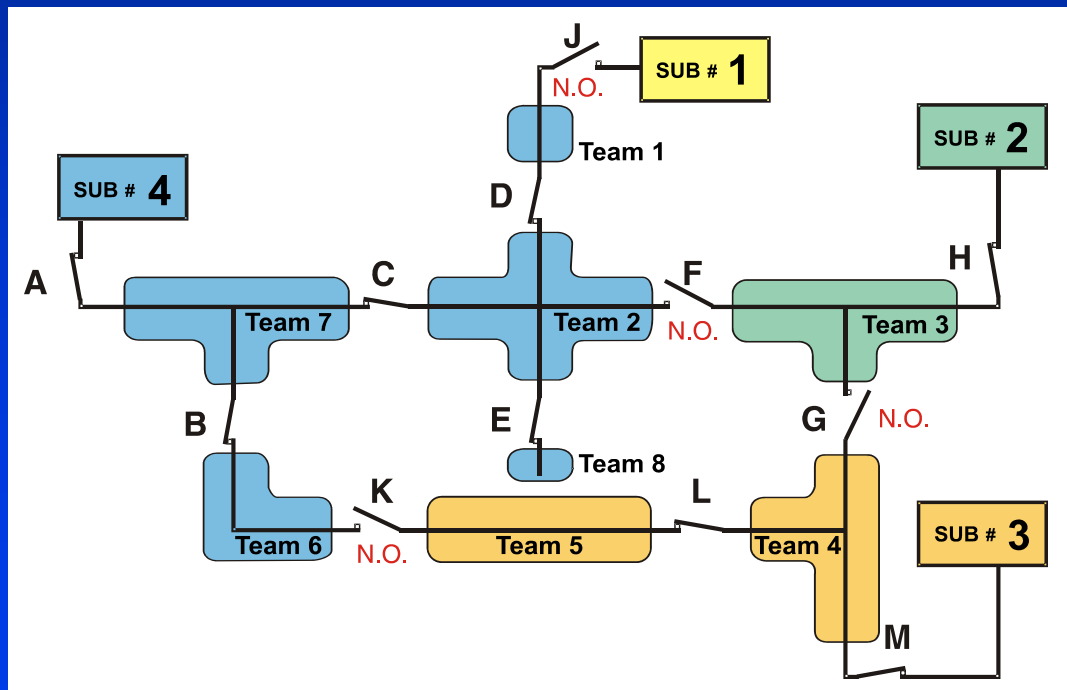 J
SUB # 1
N.O.
Team 1
SUB # 2
SUB # 4
D
A
C
F
H
Team 7
Team 2
N.O.
Team 3
B
E
G
N.O.
Team 8
K
L
Team 6
N.O.
Team 5
Team 4
SUB # 3
M